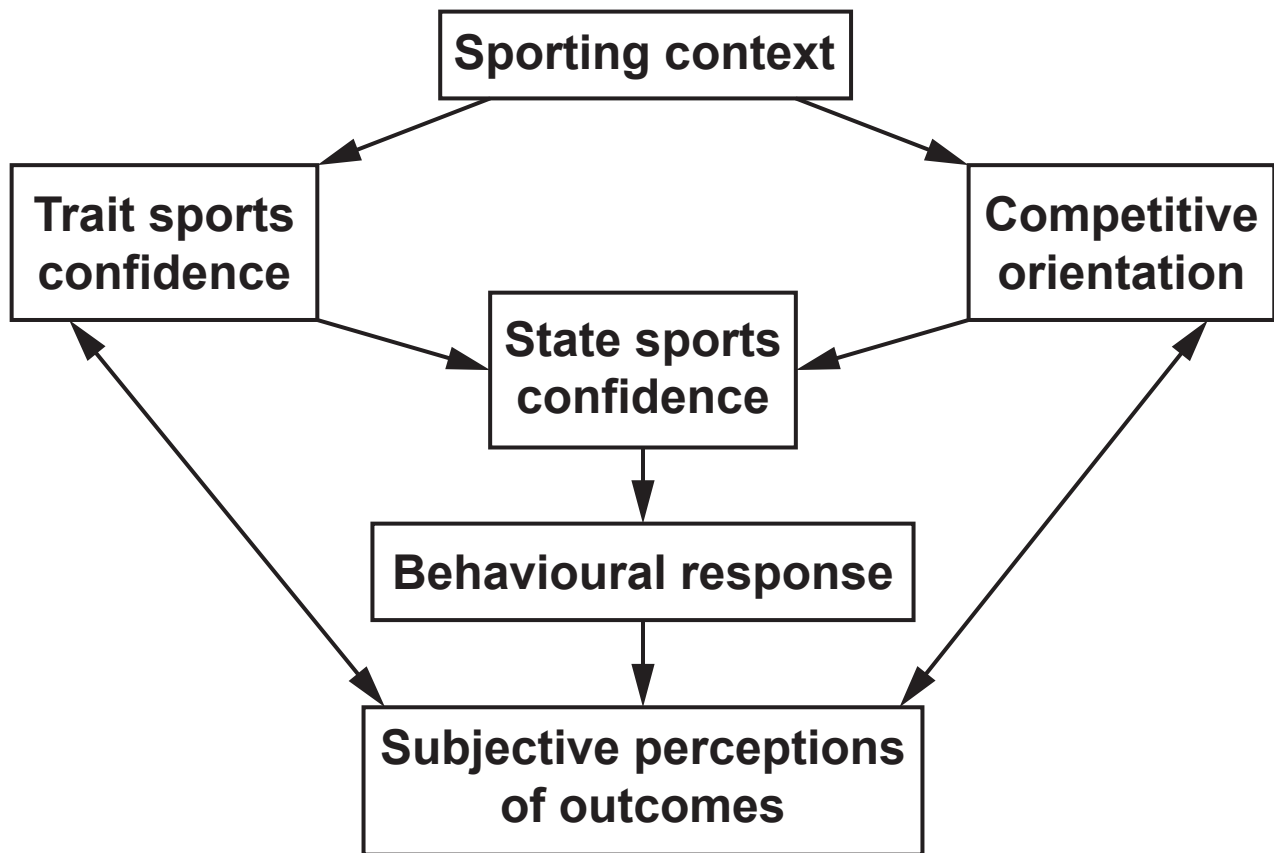 Sporting context
Trait sports
confidence
Competitive
orientation
State sports
confidence
Behavioural response
Subjective perceptions
of outcomes